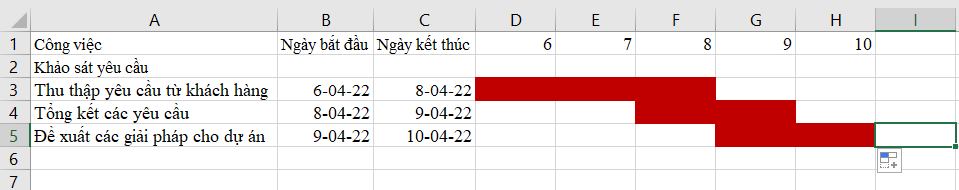 A B C D E F G H I
1 Công việc Ngày bắt đầu Ngày kết thúc 6 7 8 9 10
2 Khảo sát yêu cầu
3 Thu thập yêu cầu từ khách hàng 6-04-22 8-04-22
4 Tổng kết các yêu cầu 8-04-22 9-04-22
5 Đề xuất các giải pháp cho dự án 9-04-22 10-04-22
6
7